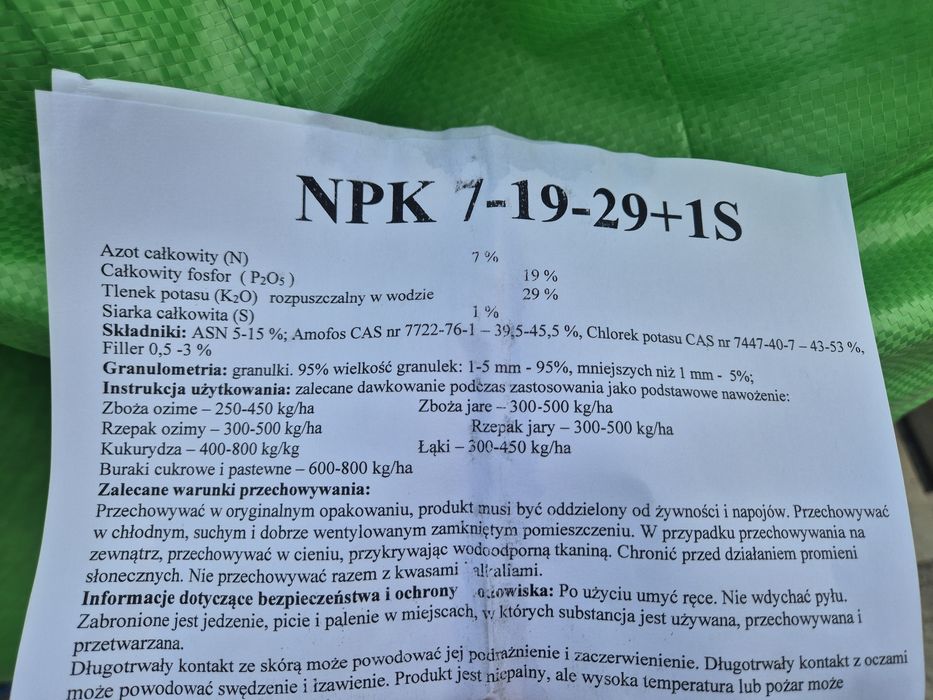 NPK 7-19-29+1S
Azot całkowity (N) 7 %
Całkowity fosfor ( P₂O₅ ) 19 %
Tlenek potasu (K₂O) rozpuszczalny w wodzie 29 %
Siarka całkowita (S) 1 %
Składniki: ASN 5-15 %; Amofos CAS nr 7722-76-1 – 39,5-45,5 %, Chlorek potasu CAS nr 7447-40-7 – 43-53 %,
Filler 0,5 -3 %
Granulometria: granulki. 95% wielkość granulek: 1-5 mm - 95%, mniejszych niż 1 mm - 5%;
Instrukcja użytkowania: zalecane dawkowanie podczas zastosowania jako podstawowe nawożenie:
Zboża ozime – 250-450 kg/ha Zboża jare – 300-500 kg/ha
Rzepak ozimy – 300-500 kg/ha Rzepak jary – 300-500 kg/ha
Kukurydza – 400-800 kg/kg Łąki – 300-450 kg/ha
Buraki cukrowe i pastewne – 600-800 kg/ha
Zalecane warunki przechowywania:
Przechowywać w oryginalnym opakowaniu, produkt musi być oddzielony od żywności i napojów. Przechowywać
w chłodnym, suchym i dobrze wentylowanym zamkniętym pomieszczeniu. W przypadku przechowywania na
zewnątrz, przechowywać w cieniu, przykrywając wodoodporną tkaniną. Chronić przed działaniem promieni
słonecznych. Nie przechowywać razem z kwasami i alkaliami.
Informacje dotyczące bezpieczeństwa i ochrony Po użyciu umyć ręce. Nie wdychać pyłu.
Zabronione jest jedzenie, picie i palenie w miejscach, w których substancja jest używana, przechowywana i
przetwarzana.
Długotrwały kontakt ze skórą może powodować jej podrażnienie i zaczerwienienie. Długotrwały kontakt z oczami
może powodować swędzenie i łzawienie. Produkt jest niepalny, ale wysoka temperatura lub pożar może